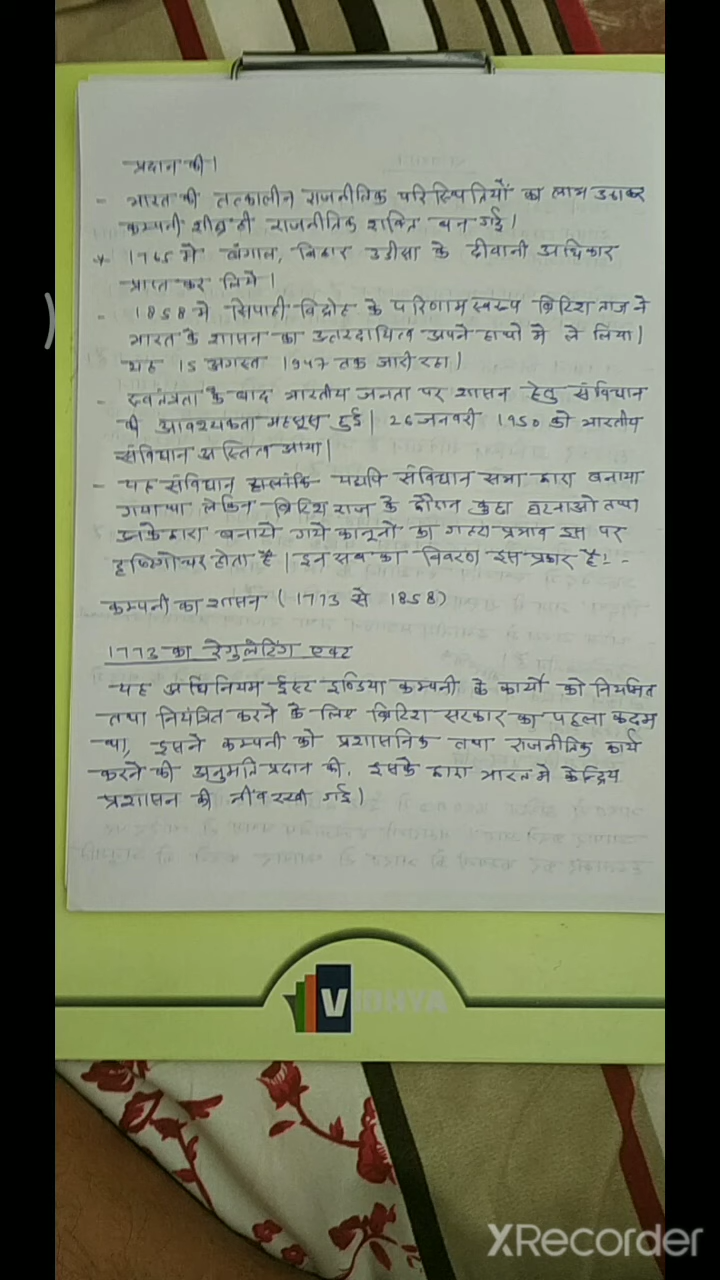 प्रदान की।
- भारत की तत्कालीन राजनीतिक परिस्थितियों का लाभ उठाकर
कम्पनी शीघ्र ही राजनीतिक शक्ति बन गई।
* 1765 मे बंगाल, बिहार उडीसा के दीवानी अधिकार
प्राप्त कर लिये।
- 1858 मे सिपाही विद्रोह के परिणाम स्वरूप ब्रिटिश ताज ने
भारत के शासन का उत्तरदायित्व अपने हाथो मे ले लिया।
यह 15 अगस्त 1947 तक जारी रहा।
- स्वतंत्रता के बाद भारतीय जनता पर शासन हेतु संविधान
की आवश्यकता महशूस हुई। 26 जनवरी 1950 को भारतीय
संविधान अस्तित्व आया।
- यह संविधान हालांकि यद्यपि संविधान सभा द्वारा बनाया
गया था लेकिन ब्रिटिश राज के दौरान कुछ घटनाओ तथा
उनके द्वारा बनाये गये कानूनों का गहरा प्रभाव इस पर
दृष्टिगोचर होता है। इन सब का विवरण इस प्रकार है:-
कम्पनी का शासन (1773 से 1858)
1773 का रेगुलेटिंग एक्ट
यह अधिनियम ईस्ट इण्डिया कम्पनी के कार्यो को नियमित
तथा नियंत्रित करने के लिए ब्रिटिश सरकार का पहला कदम
था, इसने कम्पनी को प्रशासनिक तथा राजनीतिक कार्य
करने की अनुमति प्रदान की, इसके द्वारा भारत मे केन्द्रिय
प्रशासन की नींव रखी गई)
VIDHYA
XRecorder